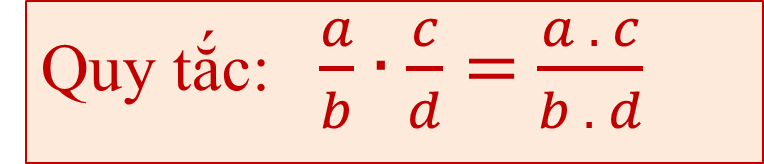 Quy tắc: a/b · c/d = a . c/b . d